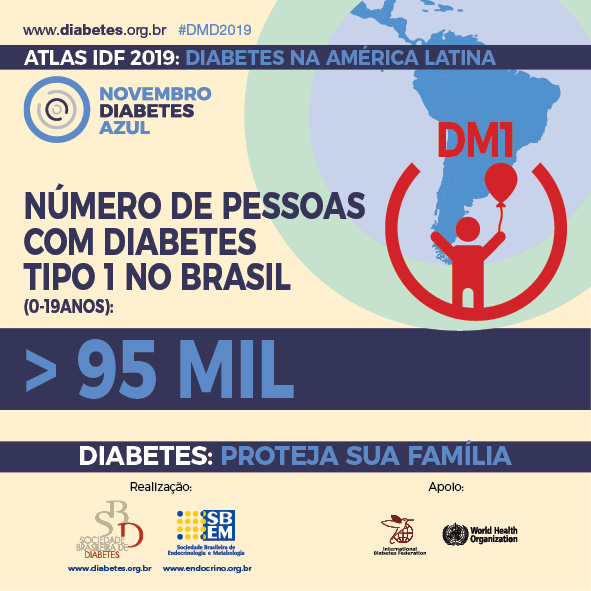 www.diabetes.org.br #DMD2019
ATLAS IDF 2019: DIABETES NA AMÉRICA LATINA
NOVEMBRO
DIABETES
AZUL
DM1
NÚMERO DE PESSOAS
COM DIABETES
TIPO 1 NO BRASIL
(0-19ANOS):
> 95 MIL
DIABETES: PROTEJA SUA FAMÍLIA
Realização:
Apoio:
SBD
SOCIEDADE
BRASILEIRA DE
DIABETES
www.diabetes.org.br
SB
EM
Sociedade Brasileira de
Endocrinologia e Metabologia
www.endocrino.org.br
International
Diabetes Federation
World Health
Organization